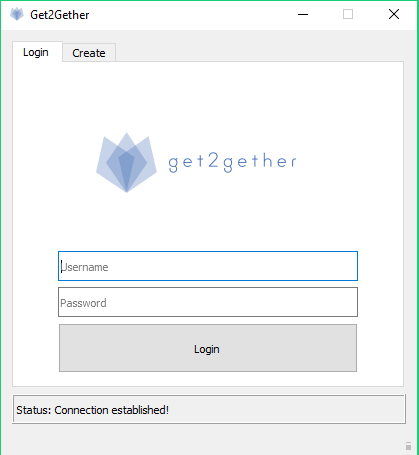 Get2Gether
Login
Create
get2gether
Username
Password
Login
Status: Connection established!